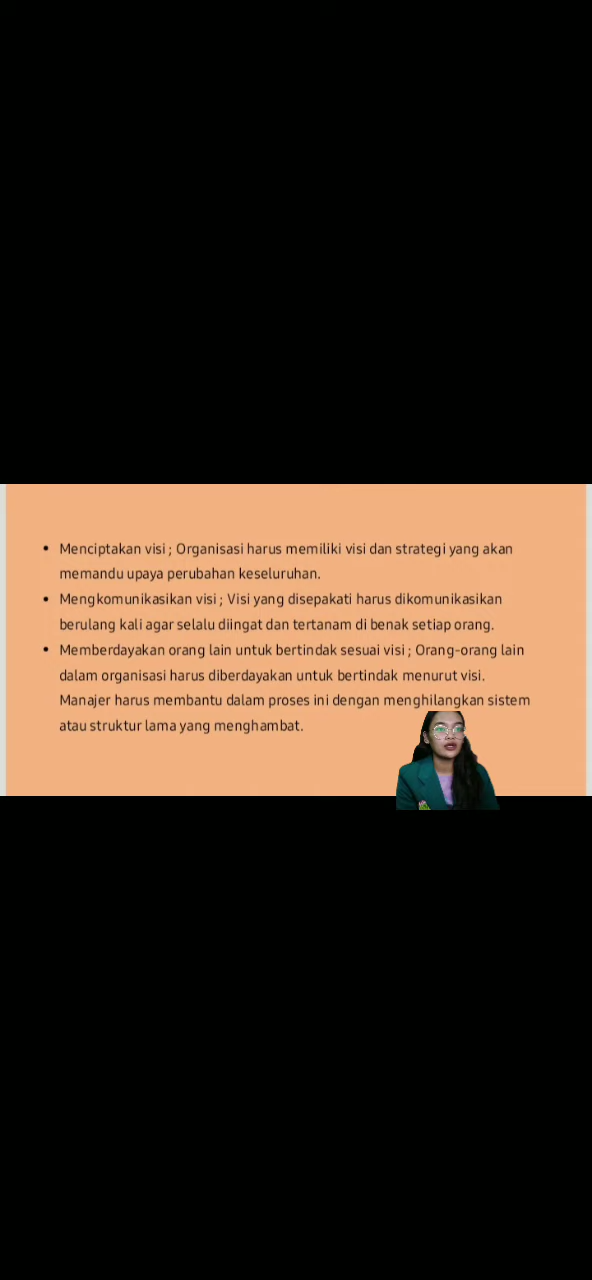 • Menciptakan visi ; Organisasi harus memiliki visi dan strategi yang akan
memandu upaya perubahan keseluruhan.
• Mengkomunikasikan visi ; Visi yang disepakati harus dikomunikasikan
berulang kali agar selalu diingat dan tertanam di benak setiap orang.
• Memberdayakan orang lain untuk bertindak sesuai visi ; Orang-orang lain
dalam organisasi harus diberdayakan untuk bertindak menurut visi.
Manajer harus membantu dalam proses ini dengan menghilangkan sistem
atau struktur lama yang menghambat.